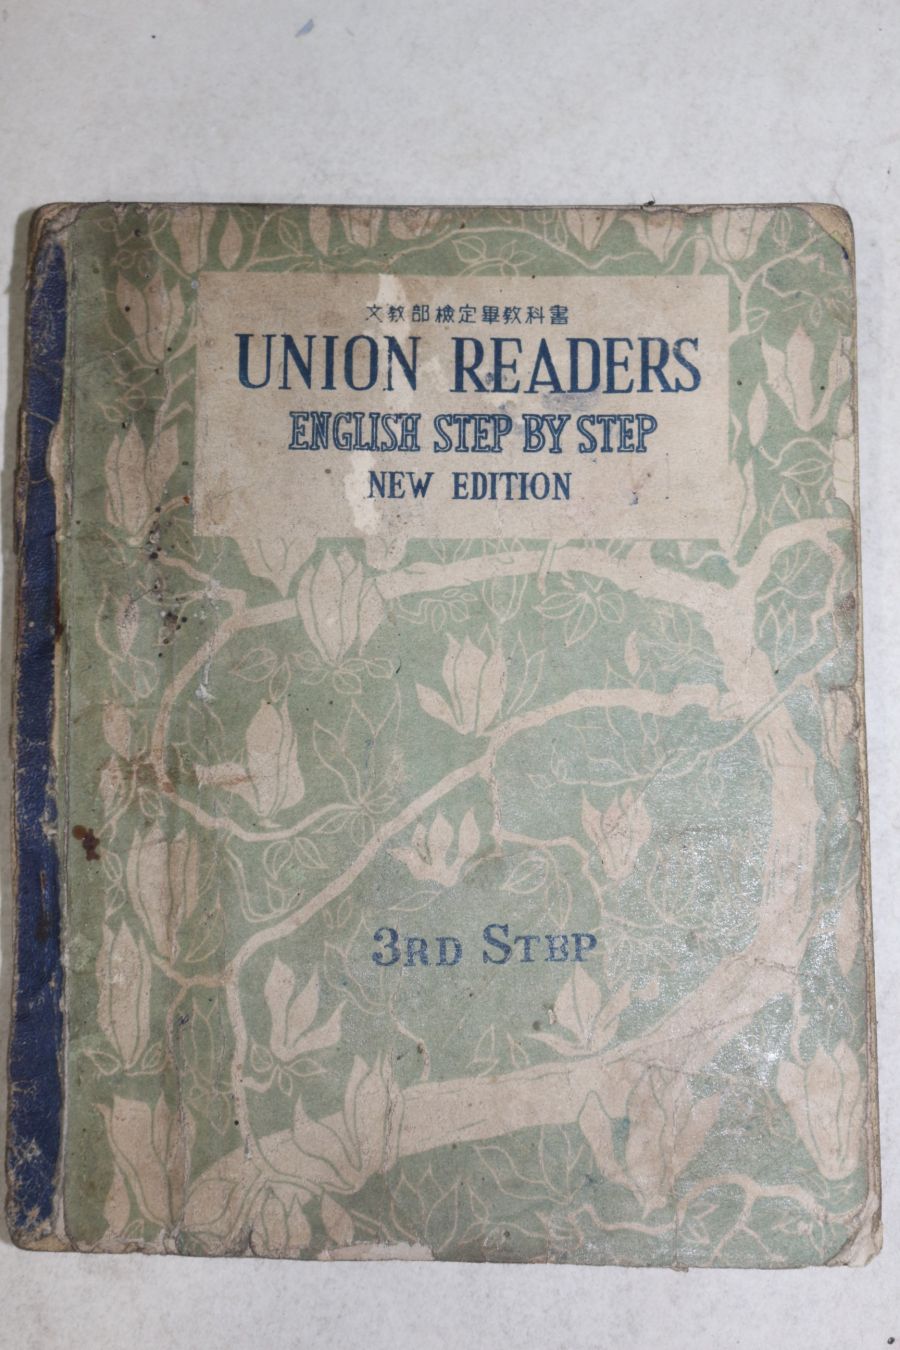 文教部檢定畢教科書
UNION READERS
ENGLISH STEP BY STEP
NEW EDITION
3RD STEP